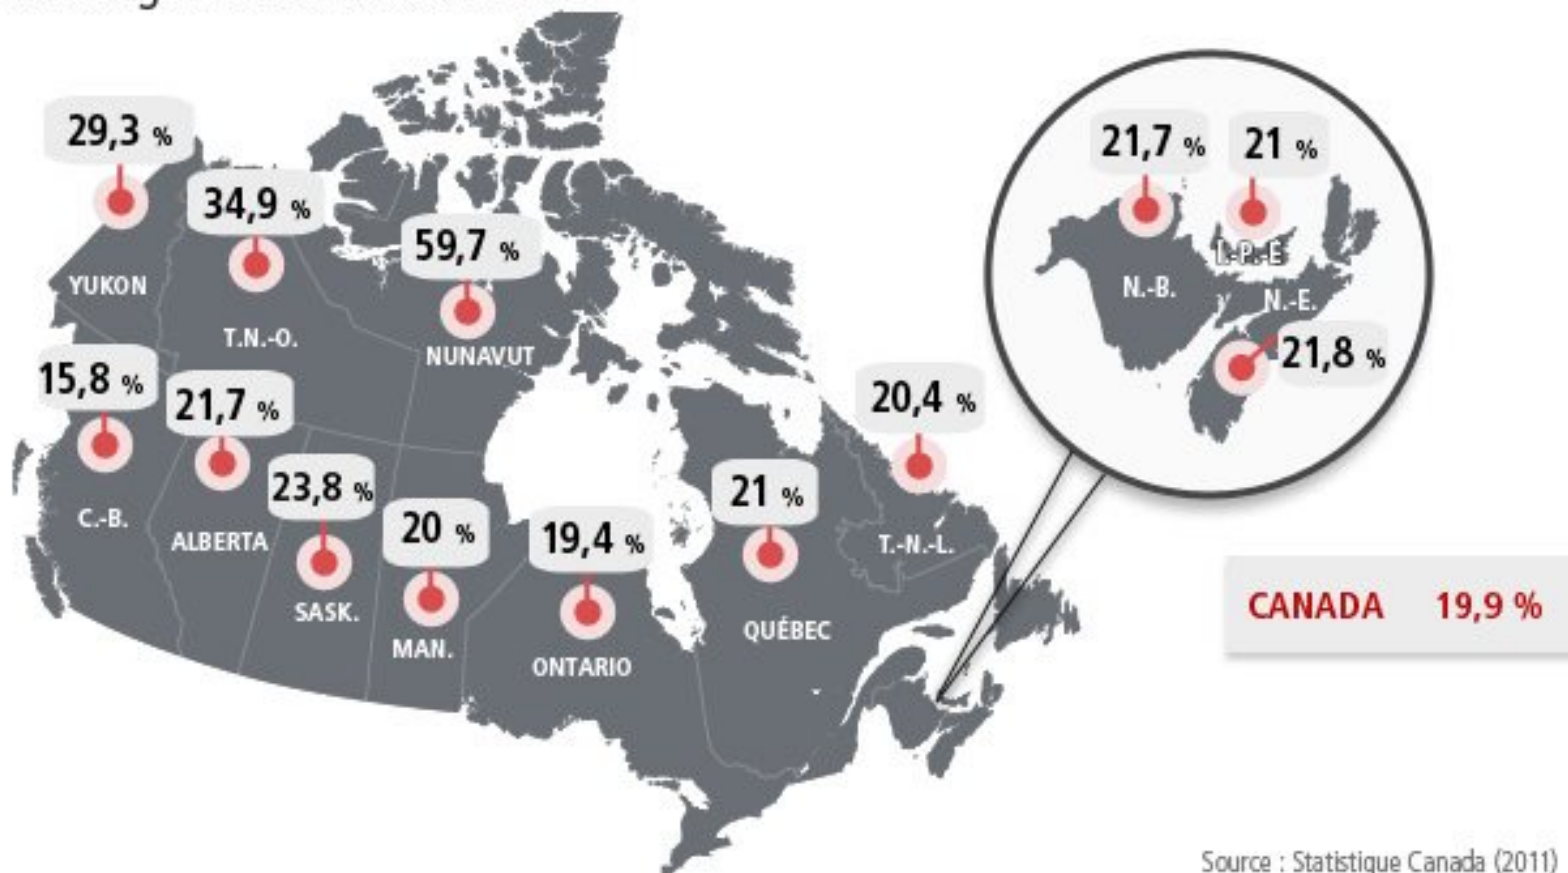 29,3 %
34,9 %
59,7 %
YUKON
T.N.-O.
NUNAVUT
15,8 %
21,7 %
23,8 %
20 %
19,4 %
21 %
20,4 %
C.-B.
ALBERTA
SASK.
MAN.
ONTARIO
QUÉBEC
T.-N.-L.
21,7 %
21 %
I.-P.-E
N.-B.
N.-E.
21,8 %
CANADA 19,9 %
Source : Statistique Canada (2011)